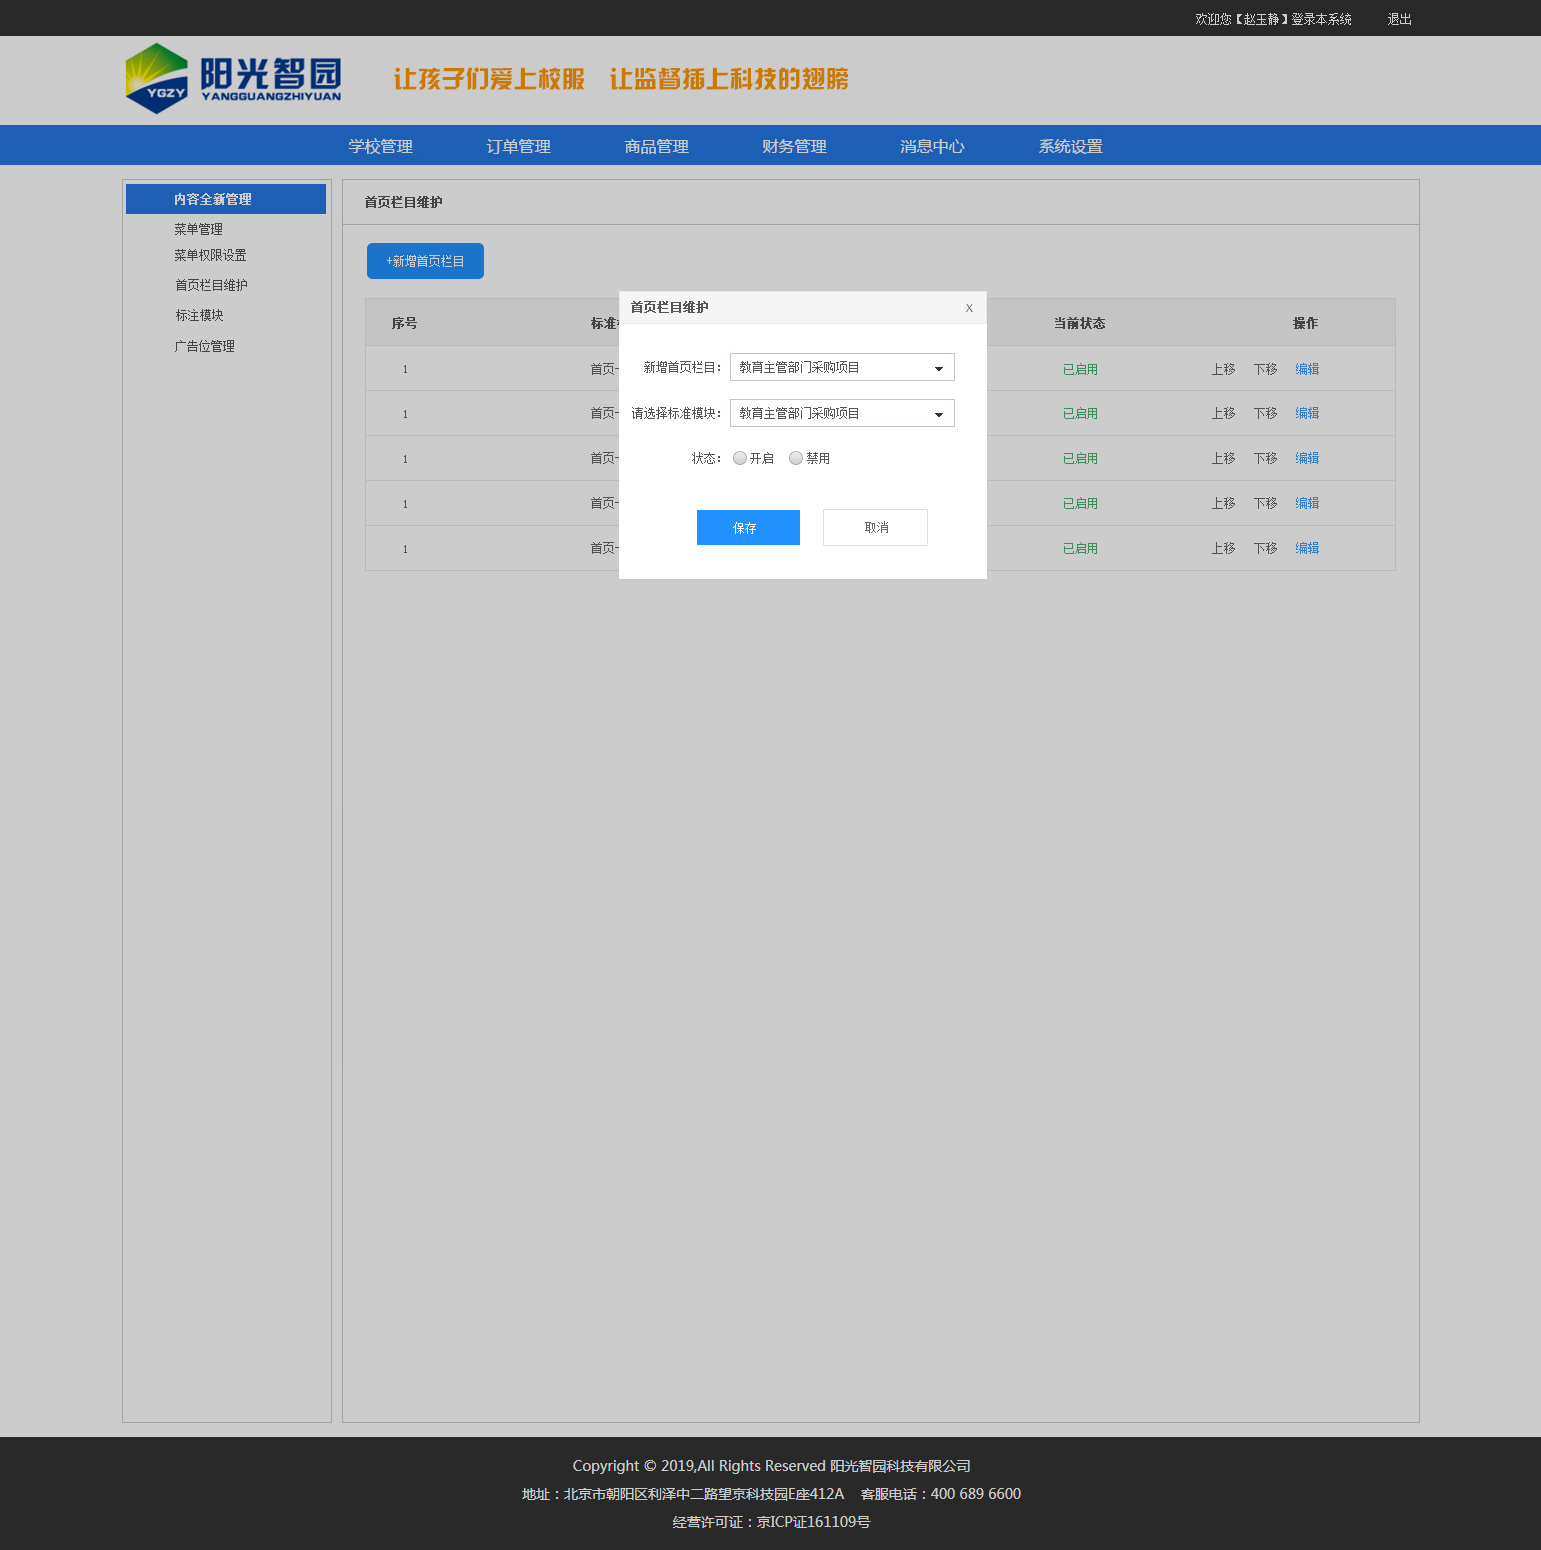 欢迎您【赵玉静】登录本系统 退出
YGZY 阳光智园 YANGGUANGZHIYUAN
让孩子们爱上校服 让监督插上科技的翅膀
学校管理 订单管理 商品管理 财务管理 消息中心 系统设置
内容全新管理
菜单管理
菜单权限设置
首页栏目维护
标注模块
广告位管理
首页栏目维护
+新增首页栏目
序号 标准 当前状态 操作
1 首页 已启用 上移 下移 编辑
1 首页 已启用 上移 下移 编辑
1 首页 已启用 上移 下移 编辑
1 首页 已启用 上移 下移 编辑
1 首页 已启用 上移 下移 编辑
首页栏目维护 X
新增首页栏目： 教育主管部门采购项目
请选择标准模块： 教育主管部门采购项目
状态： 开启 禁用
保存 取消
Copyright © 2019,All Rights Reserved 阳光智园科技有限公司
地址：北京市朝阳区利泽中二路望京科技园E座412A 客服电话：400 689 6600
经营许可证：京ICP证161109号